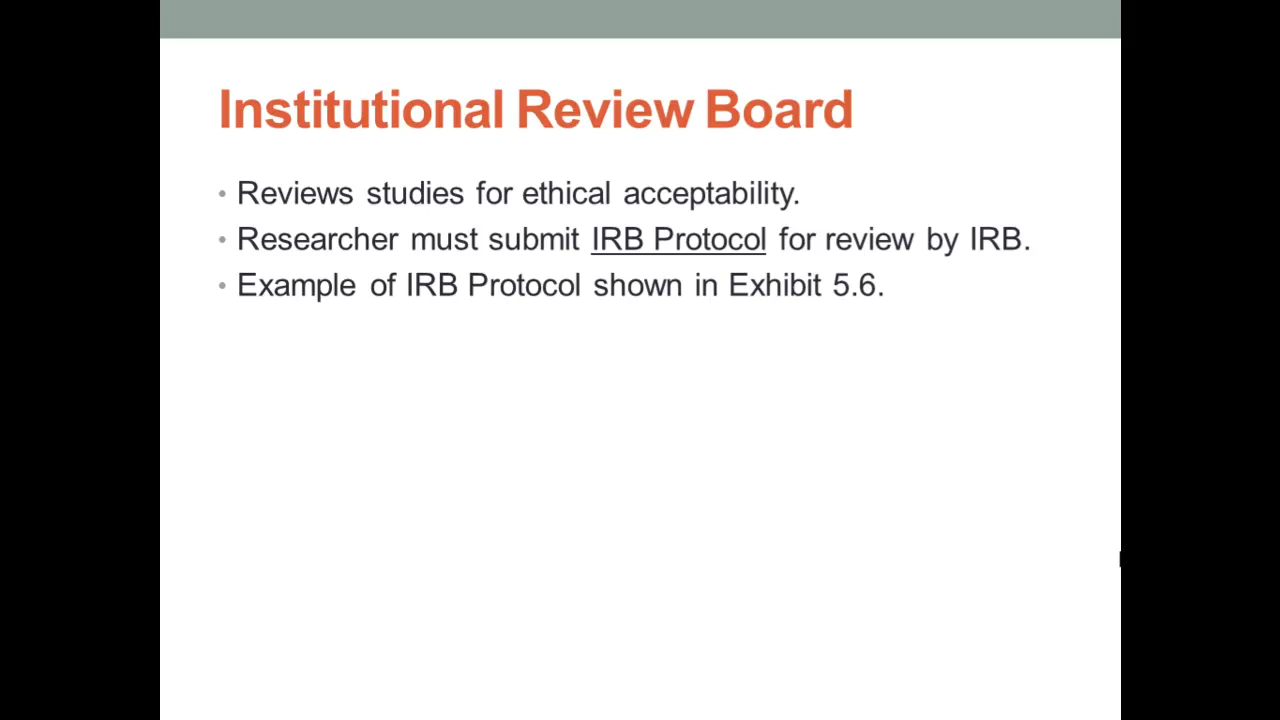 Institutional Review Board
• Reviews studies for ethical acceptability.
• Researcher must submit IRB Protocol for review by IRB.
• Example of IRB Protocol shown in Exhibit 5.6.